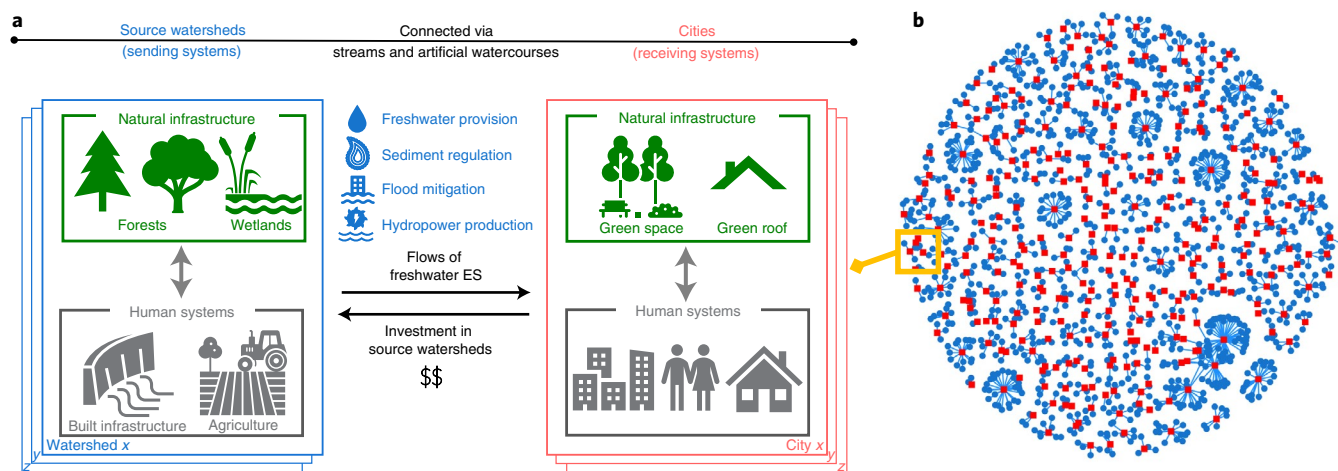 a
Source watersheds
(sending systems)
Connected via
streams and artificial watercourses
Cities
(receiving systems)
Natural infrastructure
Forests
Wetlands
Human systems
Built infrastructure
Agriculture
Watershed x
y
z
Freshwater provision
Sediment regulation
Flood mitigation
Hydropower production
Flows of
freshwater ES
Investment in
source watersheds
$$
Natural infrastructure
Green space
Green roof
Human systems
City x
y
z
b